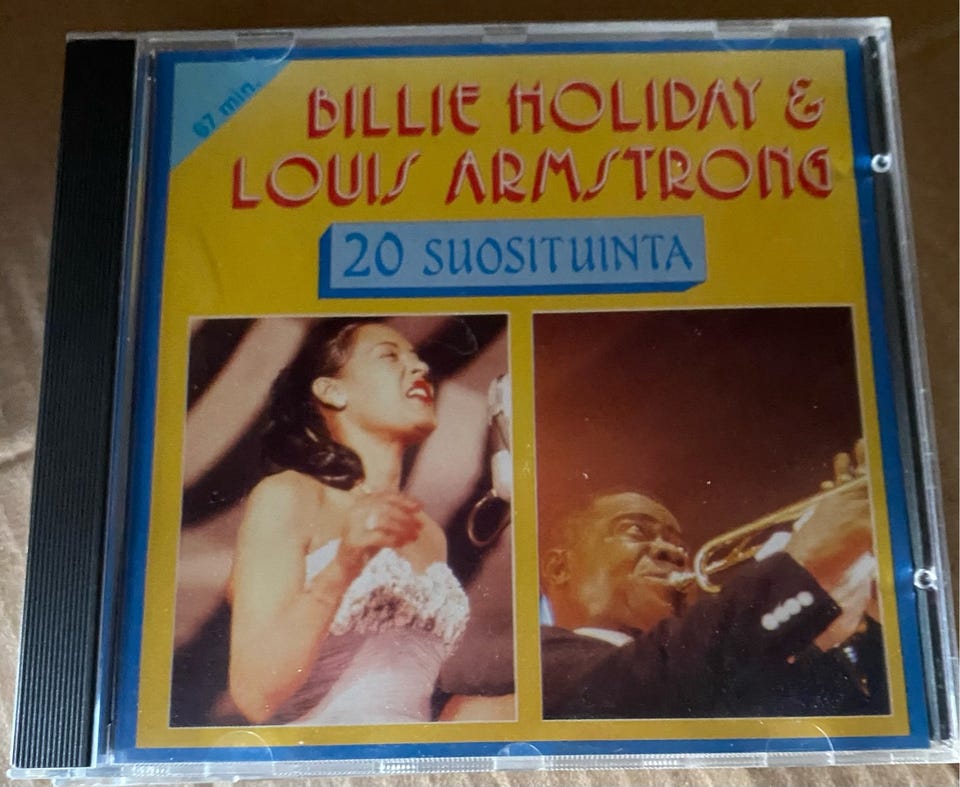 67 min.
BILLIE HOLIDAY &
LOUIS ARMSTRONG
20 SUOSITUINTA